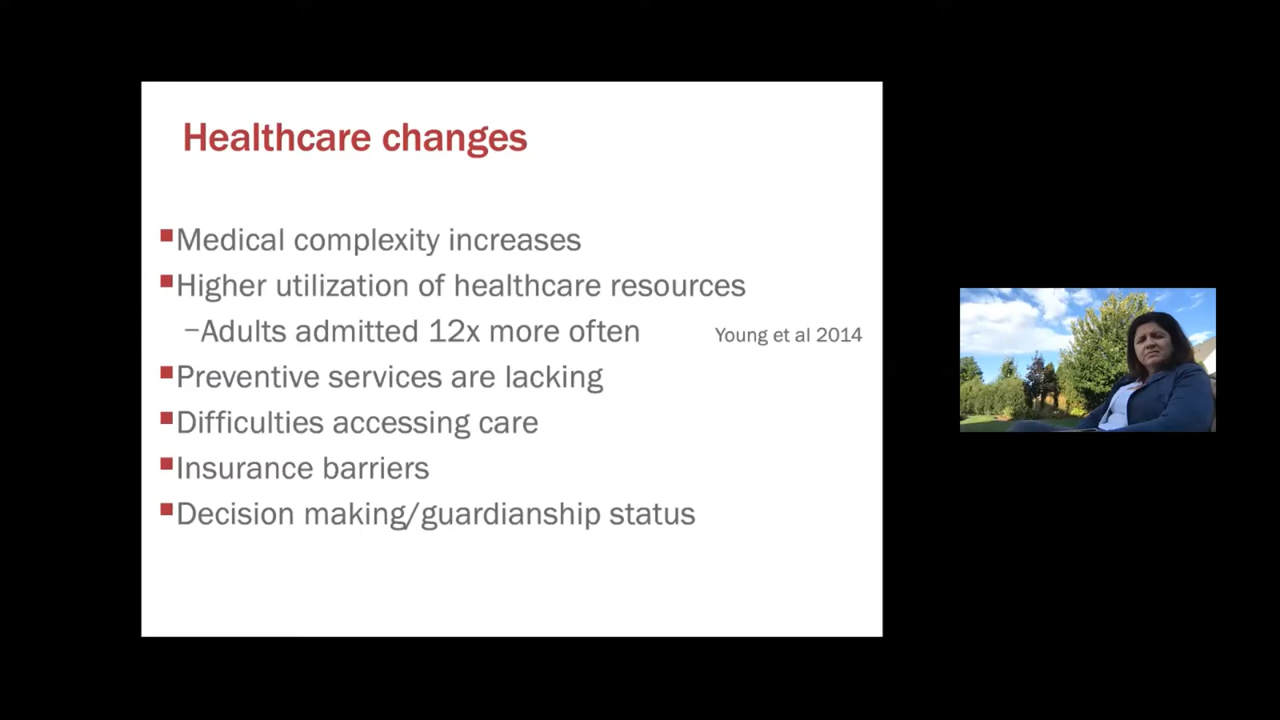 Healthcare changes
▪Medical complexity increases
▪Higher utilization of healthcare resources
–Adults admitted 12x more often Young et al 2014
▪Preventive services are lacking
▪Difficulties accessing care
▪Insurance barriers
▪Decision making/guardianship status